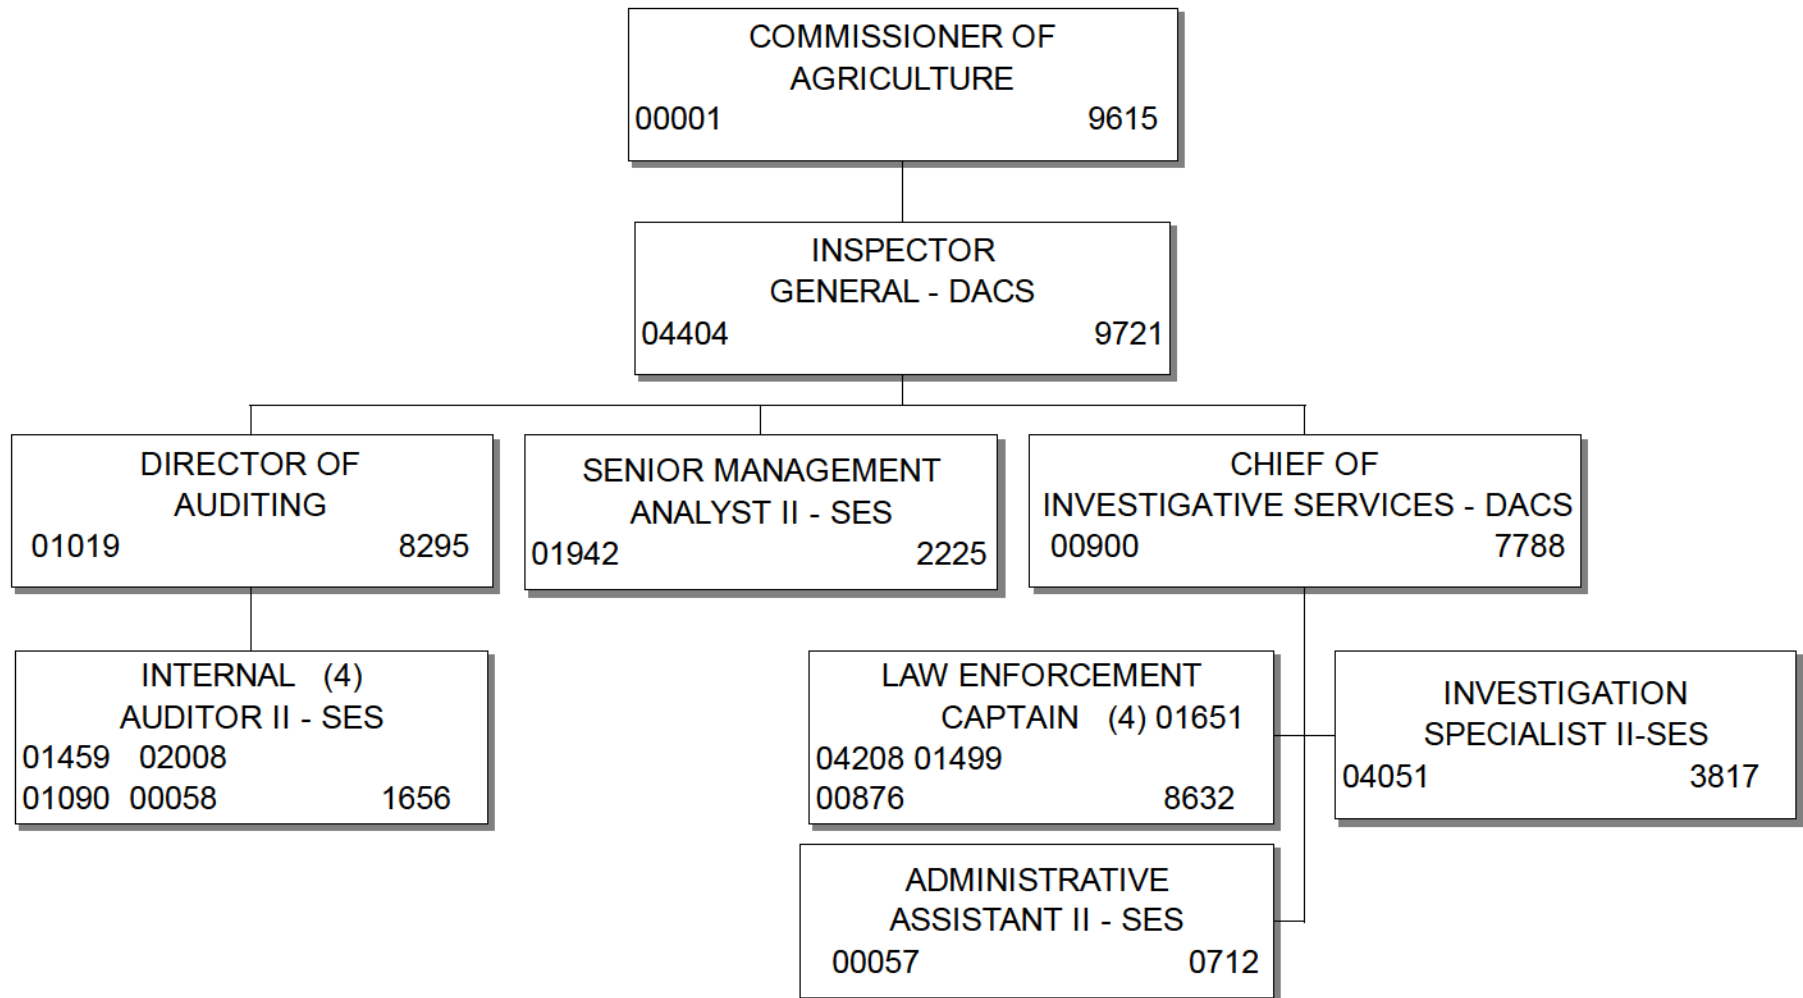 COMMISSIONER OF
AGRICULTURE
00001 9615
INSPECTOR
GENERAL - DACS
04404 9721
DIRECTOR OF
AUDITING
01019 8295
SENIOR MANAGEMENT
ANALYST II - SES
01942 2225
CHIEF OF
INVESTIGATIVE SERVICES - DACS
00900 7788
INTERNAL (4)
AUDITOR II - SES
01459 02008
01090 00058 1656
LAW ENFORCEMENT
CAPTAIN (4) 01651
04208 01499
00876 8632
INVESTIGATION
SPECIALIST II-SES
04051 3817
ADMINISTRATIVE
ASSISTANT II - SES
00057 0712